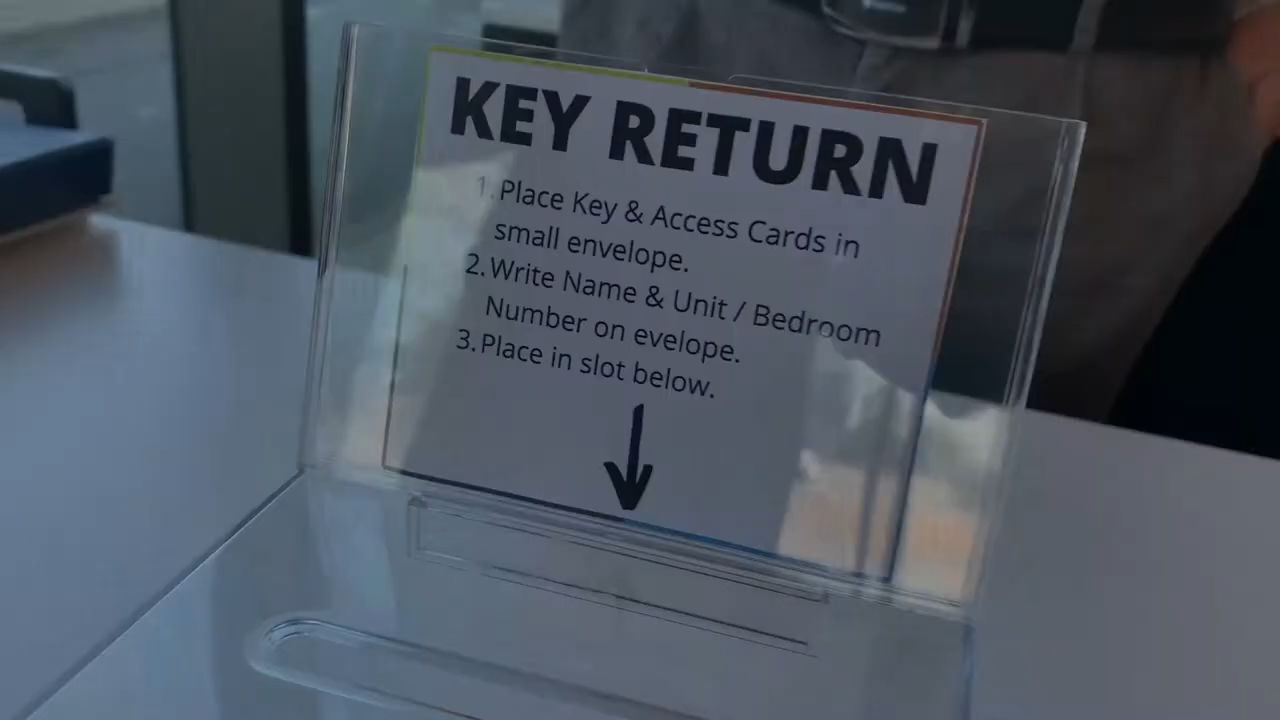 KEY RETURN
1. Place Key & Access Cards in
small envelope.
2. Write Name & Unit / Bedroom
Number on evelope.
3. Place in slot below.